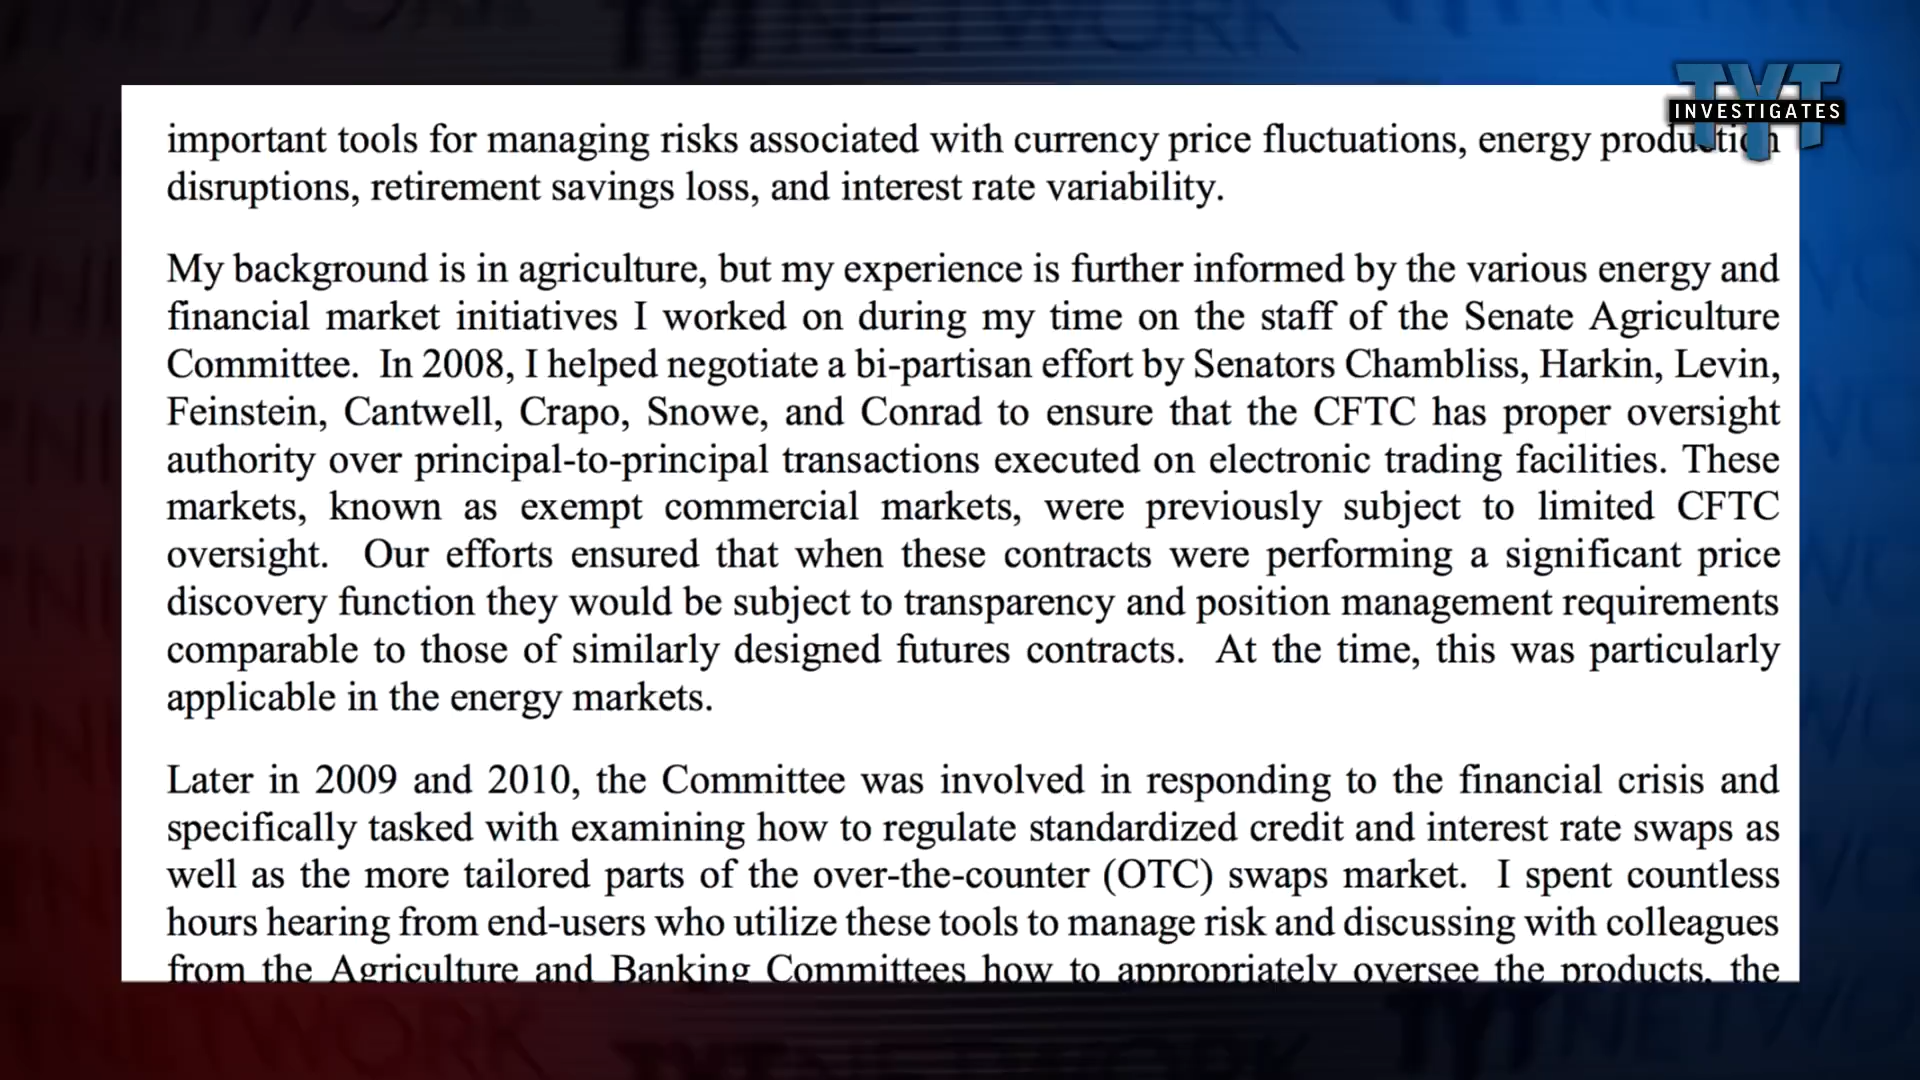 TYT
INVESTIGATES
important tools for managing risks associated with currency price fluctuations, energy production
disruptions, retirement savings loss, and interest rate variability.
My background is in agriculture, but my experience is further informed by the various energy and
financial market initiatives I worked on during my time on the staff of the Senate Agriculture
Committee.  In 2008, I helped negotiate a bi-partisan effort by Senators Chambliss, Harkin, Levin,
Feinstein, Cantwell, Crapo, Snowe, and Conrad to ensure that the CFTC has proper oversight
authority over principal-to-principal transactions executed on electronic trading facilities. These
markets, known as exempt commercial markets, were previously subject to limited CFTC
oversight.  Our efforts ensured that when these contracts were performing a significant price
discovery function they would be subject to transparency and position management requirements
comparable to those of similarly designed futures contracts.  At the time, this was particularly
applicable in the energy markets.
Later in 2009 and 2010, the Committee was involved in responding to the financial crisis and
specifically tasked with examining how to regulate standardized credit and interest rate swaps as
well as the more tailored parts of the over-the-counter (OTC) swaps market.  I spent countless
hours hearing from end-users who utilize these tools to manage risk and discussing with colleagues
from the Agriculture and Banking Committees how to appropriately oversee the products, the